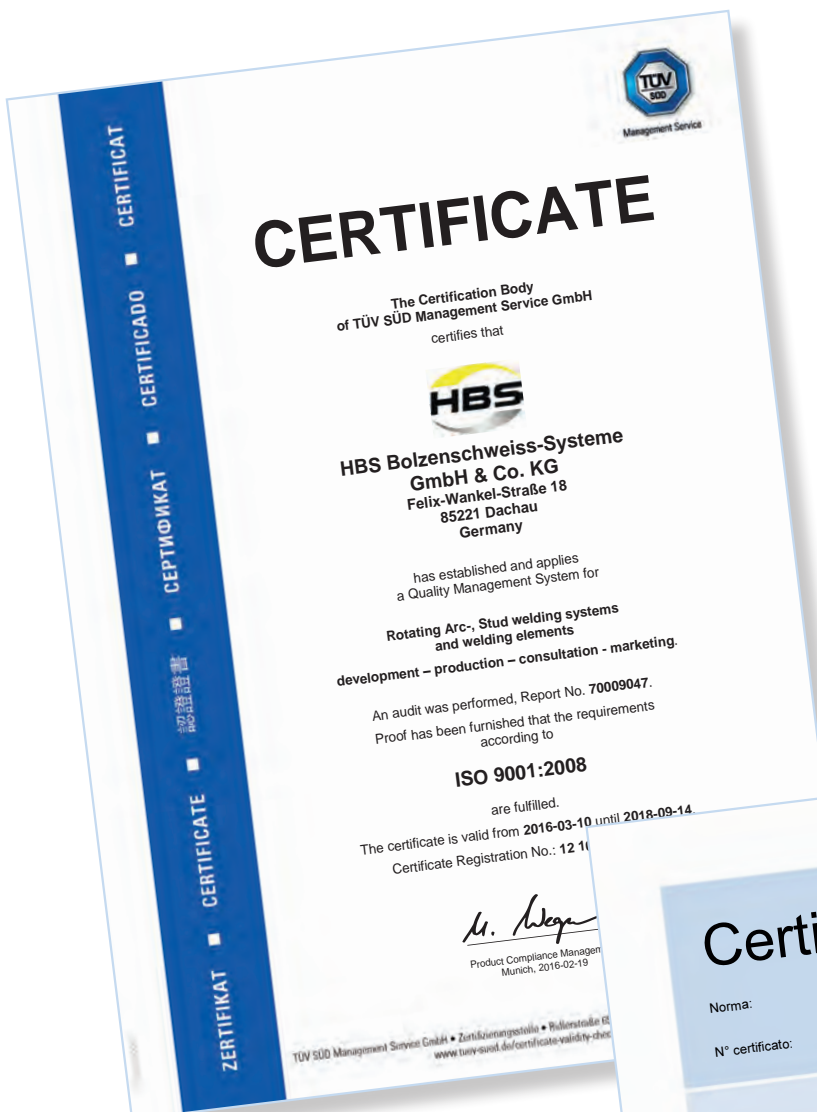 TÜV
SÜD
Management Service
ZERTIFIKAT ■ CERTIFICATE ■ 認證證書 ■ СЕРТИФИКАТ ■ CERTIFICADO ■ CERTIFICAT
CERTIFICATE
The Certification Body
of TÜV SÜD Management Service GmbH
certifies that
HBS
HBS Bolzenschweiss-Systeme
GmbH & Co. KG
Felix-Wankel-Straße 18
85221 Dachau
Germany
has established and applies
a Quality Management System for
Rotating Arc-, Stud welding systems
and welding elements
development – production – consultation - marketing.
An audit was performed, Report No. 70009047.
Proof has been furnished that the requirements
according to
ISO 9001:2008
are fulfilled.
The certificate is valid from 2016-03-10 until 2018-09-14.
Certificate Registration No.: 12 10
Product Compliance Managem
Munich, 2016-02-19
TÜV SÜD Management Service GmbH • Zertifizierungsstelle • Ridlerstraße 65
www.tuev-sued.de/certificate-validity-chec
Certi
Norma:
N° certificato: